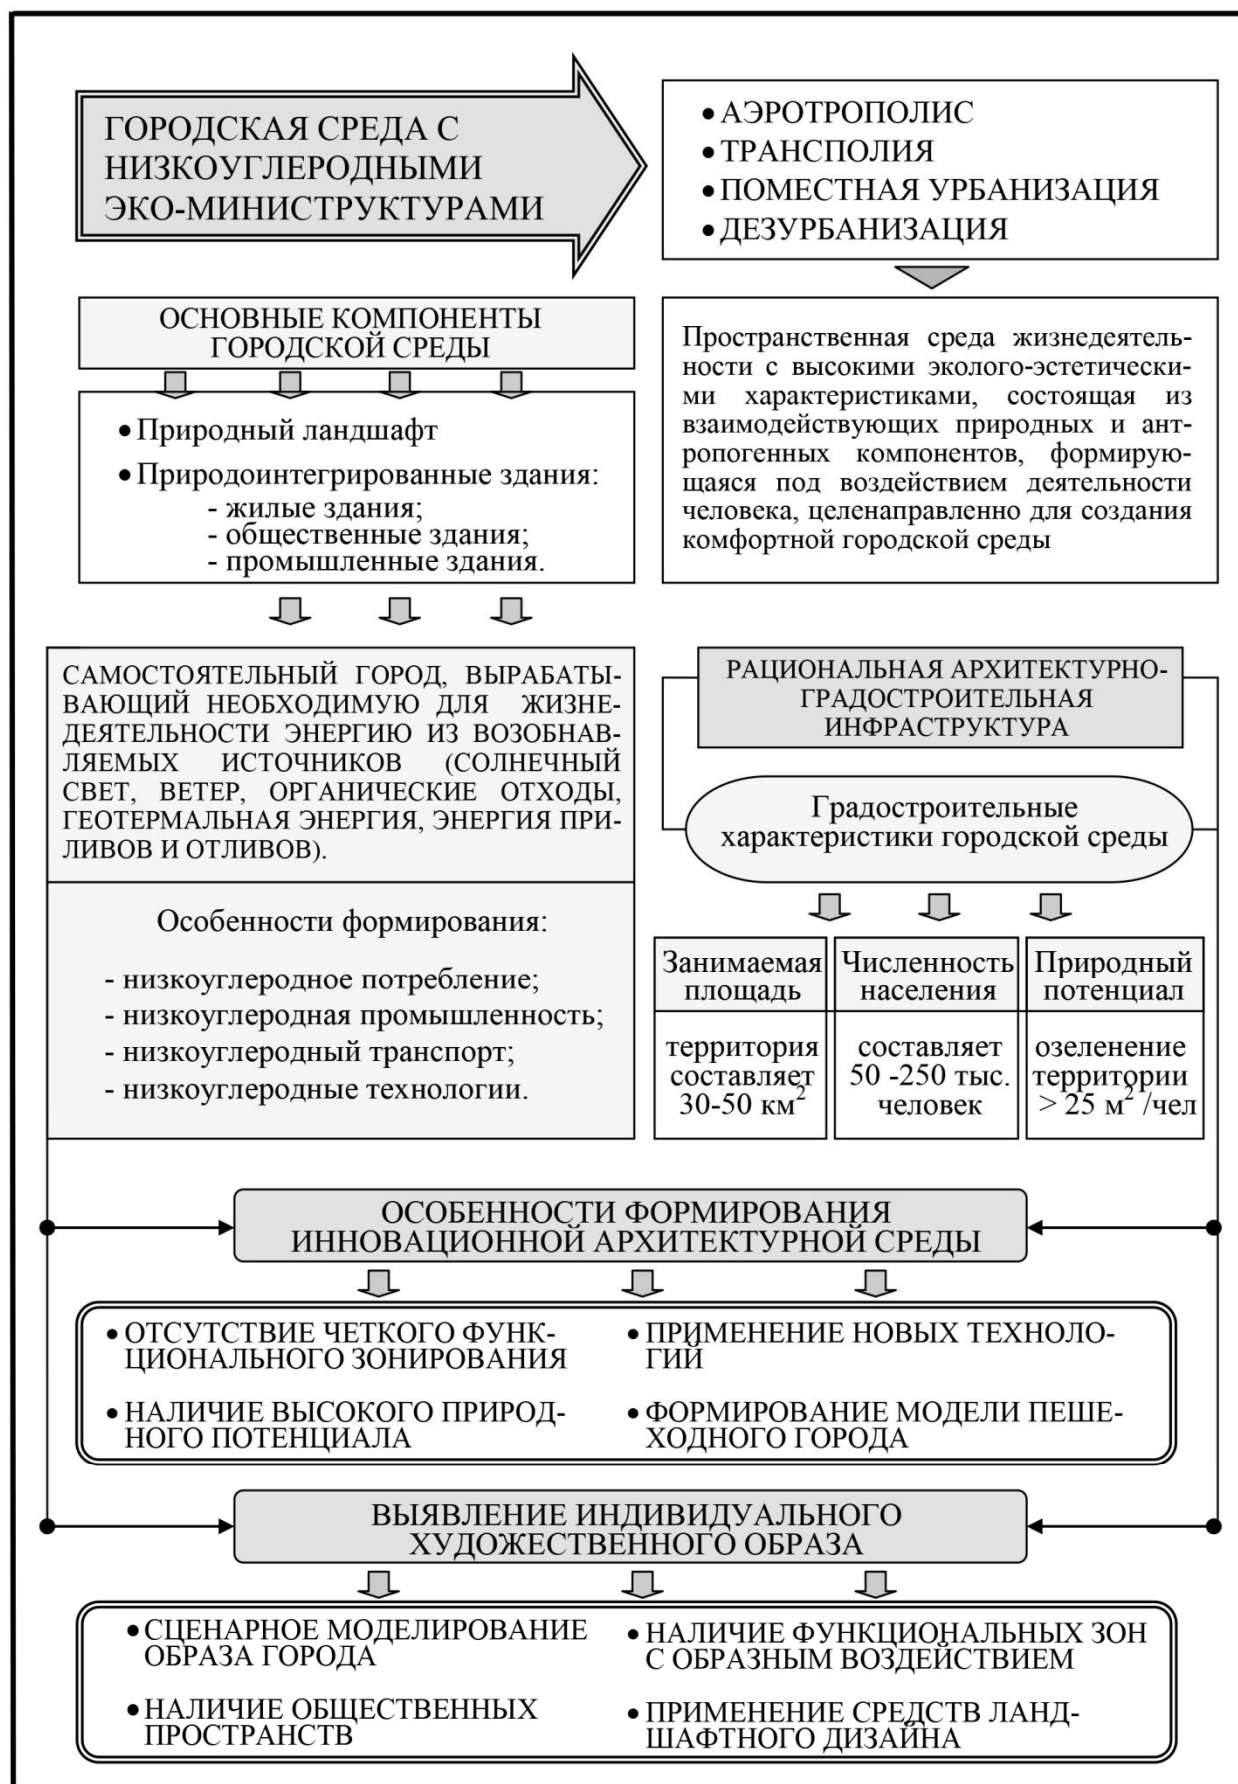 ГОРОДСКАЯ СРЕДА С
НИЗКОУГЛЕРОДНЫМИ
ЭКО-МИНИСТРУКТУРАМИ
• АЭРОТРОПОЛИС
• ТРАНСПОЛИЯ
• ПОМЕСТНАЯ УРБАНИЗАЦИЯ
• ДЕЗУРБАНИЗАЦИЯ
ОСНОВНЫЕ КОМПОНЕНТЫ
ГОРОДСКОЙ СРЕДЫ
• Природный ландшафт
• Природоинтегрированные здания:
- жилые здания;
- общественные здания;
- промышленные здания.
Пространственная среда жизнедеятель-
ности с высокими эколого-эстетически-
ми характеристиками, состоящая из
взаимодействующих природных и ант-
ропогенных компонентов, формирую-
щаяся под воздействием деятельности
человека, целенаправленно для создания
комфортной городской среды
САМОСТОЯТЕЛЬНЫЙ ГОРОД, ВЫРАБАТЫ-
ВАЮЩИЙ НЕОБХОДИМУЮ ДЛЯ ЖИЗНЕ-
ДЕЯТЕЛЬНОСТИ ЭНЕРГИЮ ИЗ ВОЗОБНАВ-
ЛЯЕМЫХ ИСТОЧНИКОВ (СОЛНЕЧНЫЙ
СВЕТ, ВЕТЕР, ОРГАНИЧЕСКИЕ ОТХОДЫ,
ГЕОТЕРМАЛЬНАЯ ЭНЕРГИЯ, ЭНЕРГИЯ ПРИ-
ЛИВОВ И ОТЛИВОВ).
Особенности формирования:
- низкоуглеродное потребление;
- низкоуглеродная промышленность;
- низкоуглеродный транспорт;
- низкоуглеродные технологии.
РАЦИОНАЛЬНАЯ АРХИТЕКТУРНО-
ГРАДОСТРОИТЕЛЬНАЯ
ИНФРАСТРУКТУРА
Градостроительные
характеристики городской среды
Занимаемая
площадь
территория
составляет
30-50 км²
Численность
населения
составляет
50 -250 тыс.
человек
Природный
потенциал
озеленение
территории
> 25 м² /чел
ОСОБЕННОСТИ ФОРМИРОВАНИЯ
ИННОВАЦИОННОЙ АРХИТЕКТУРНОЙ СРЕДЫ
• ОТСУТСТВИЕ ЧЕТКОГО ФУНК-
ЦИОНАЛЬНОГО ЗОНИРОВАНИЯ
• НАЛИЧИЕ ВЫСОКОГО ПРИРОД-
НОГО ПОТЕНЦИАЛА
• ПРИМЕНЕНИЕ НОВЫХ ТЕХНОЛО-
ГИЙ
• ФОРМИРОВАНИЕ МОДЕЛИ ПЕШЕ-
ХОДНОГО ГОРОДА
ВЫЯВЛЕНИЕ ИНДИВИДУАЛЬНОГО
ХУДОЖЕСТВЕННОГО ОБРАЗА
• СЦЕНАРНОЕ МОДЕЛИРОВАНИЕ
ОБРАЗА ГОРОДА
• НАЛИЧИЕ ОБЩЕСТВЕННЫХ
ПРОСТРАНСТВ
• НАЛИЧИЕ ФУНКЦИОНАЛЬНЫХ ЗОН
С ОБРАЗНЫМ ВОЗДЕЙСТВИЕМ
• ПРИМЕНЕНИЕ СРЕДСТВ ЛАНД-
ШАФТНОГО ДИЗАЙНА